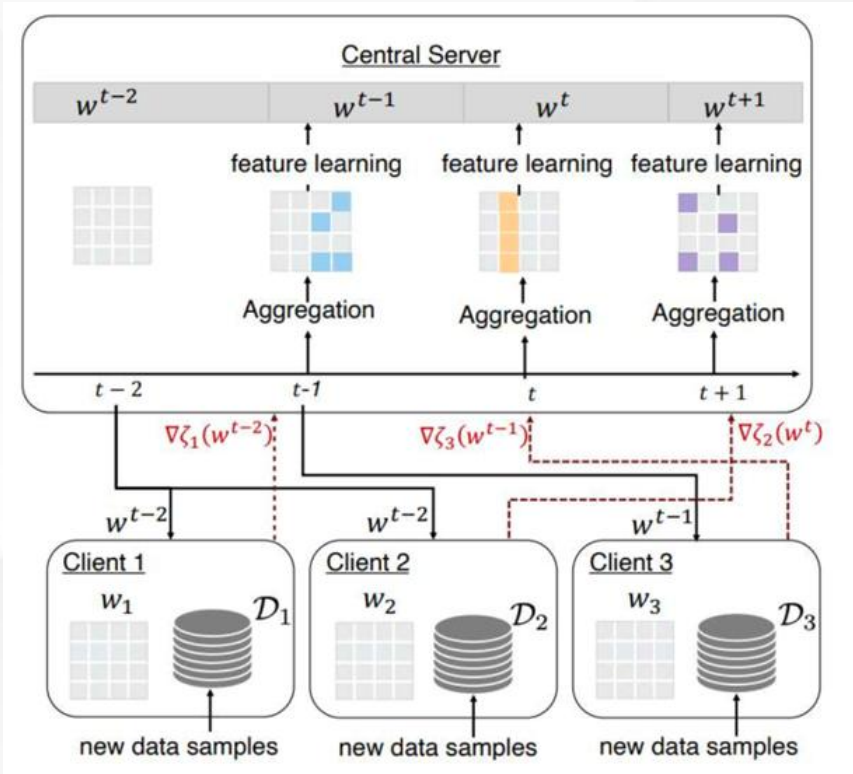 Central Server
w^{t−2} w^{t−1} w^{t} w^{t+1}
feature learning feature learning feature learning
Aggregation Aggregation Aggregation
t − 2 t-1 t t + 1
∇ζ₁(w^{t−2}) ∇ζ₃(w^{t−1}) ∇ζ₂(w^{t})
w^{t−2} w^{t−2} w^{t−1}
Client 1 Client 2 Client 3
w₁ 𝒟₁ w₂ 𝒟₂ w₃ 𝒟₃
new data samples new data samples new data samples